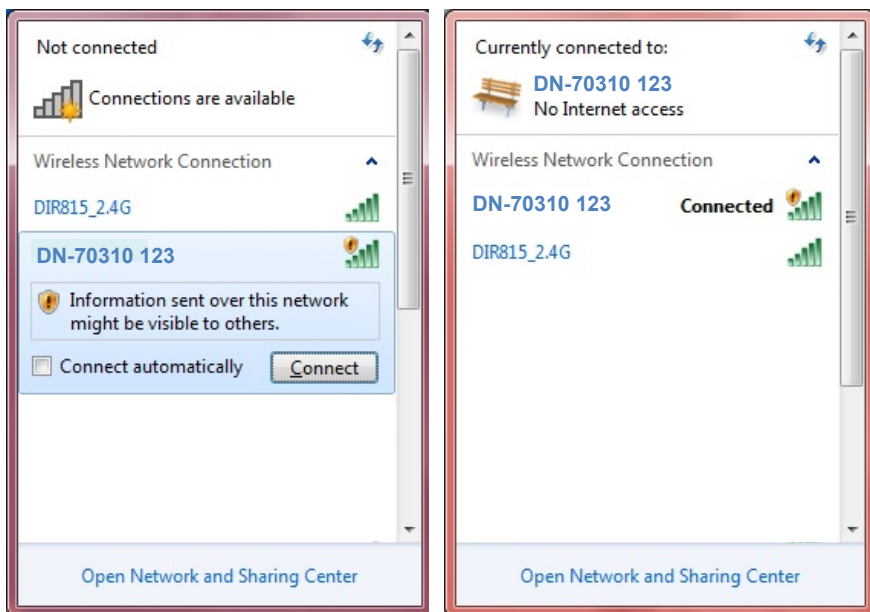 Not connected
Connections are available
Wireless Network Connection
DIR815_2.4G
DN-70310 123
Information sent over this network
might be visible to others.
Connect automatically
Connect
Open Network and Sharing Center
Currently connected to:
DN-70310 123
No Internet access
Wireless Network Connection
DN-70310 123 Connected
DIR815_2.4G
Open Network and Sharing Center